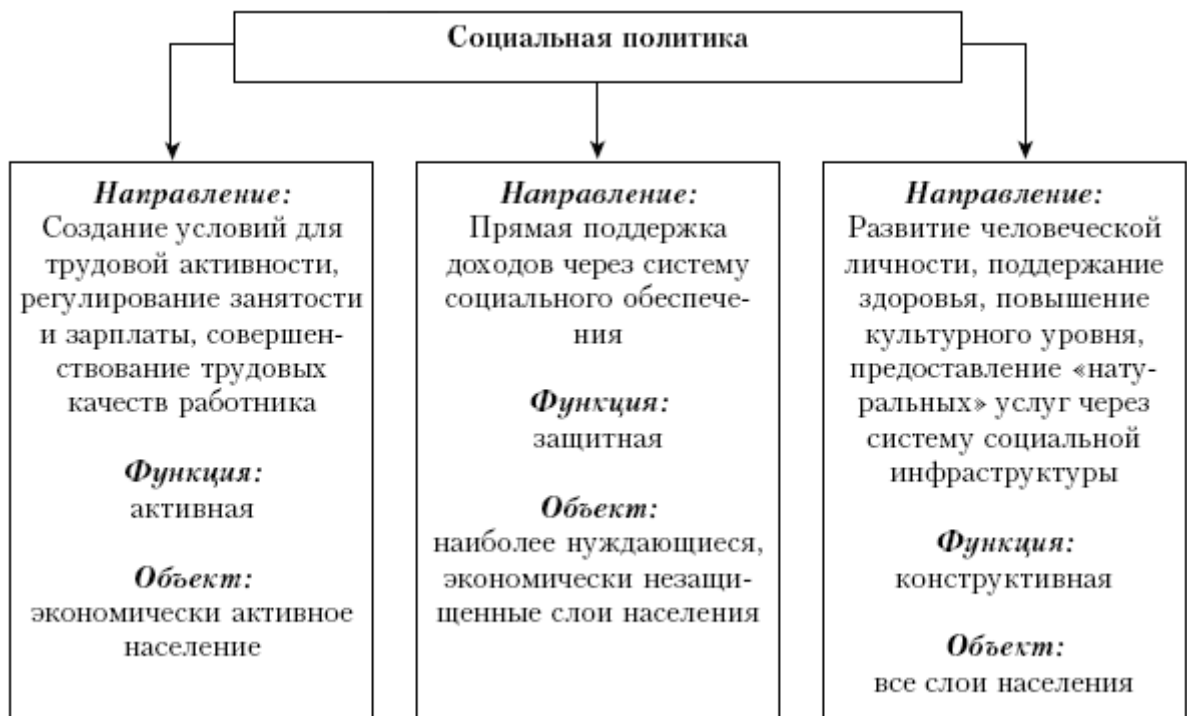 Социальная политика
Направление:
Создание условий для
трудовой активности,
регулирование занятости
и зарплаты, совершен-
ствование трудовых
качеств работника
Функция:
активная
Объект:
экономически активное
население
Направление:
Прямая поддержка
доходов через систему
социального обеспече-
ния
Функция:
защитная
Объект:
наиболее нуждающиеся,
экономически незащи-
щенные слои населения
Направление:
Развитие человеческой
личности, поддержание
здоровья, повышение
культурного уровня,
предоставление «нату-
ральных» услуг через
систему социальной
инфраструктуры
Функция:
конструктивная
Объект:
все слои населения